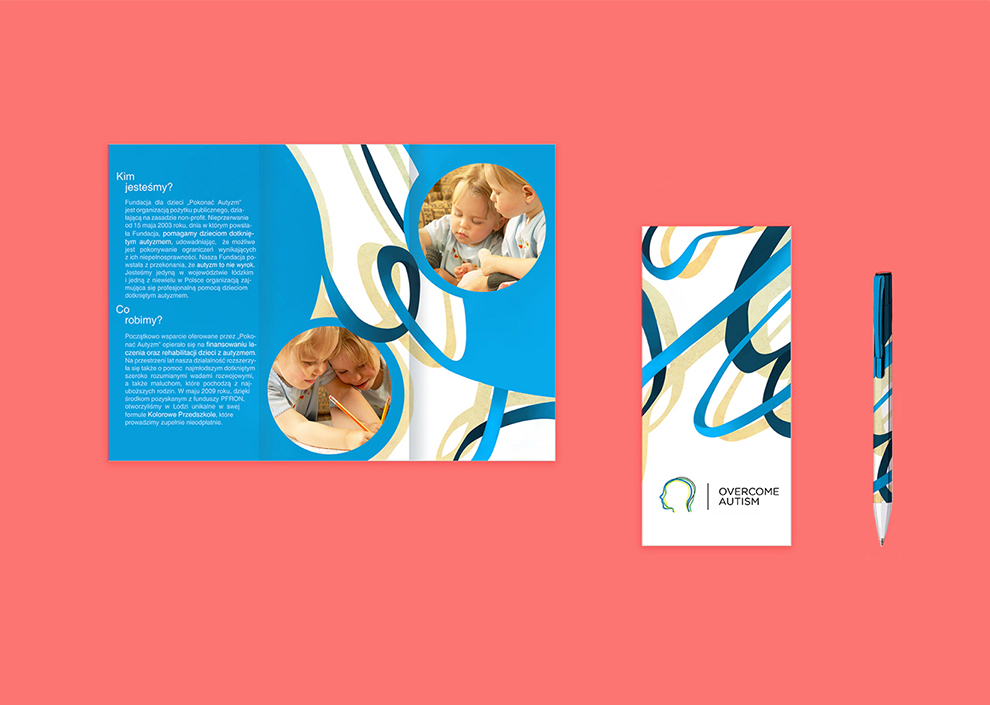 Kim
jesteśmy?
Fundacja dla dzieci „Pokonać Autyzm”
jest organizacją pożytku publicznego, dzia-
łającą na zasadzie non-profit. Nieprzerwanie
od 15 maja 2003 roku, dnia w którym powsta-
ła Fundacja, pomagamy dzieciom dotknię-
tym autyzmem, udowadniając, że możliwe
jest pokonywanie ograniczeń wynikających
z ich niepełnosprawności. Nasza Fundacja po-
wstała z przekonania, że autyzm to nie wyrok.
Jesteśmy jedyną w województwie łódzkim
i jedną z niewielu w Polsce organizacją zaj-
mująca się profesjonalną pomocą dzieciom
dotkniętym autyzmem.
Co
robimy?
Początkowo wsparcie oferowane przez „Poko-
nać Autyzm” opierało się na finansowaniu le-
czenia oraz rehabilitacji dzieci z autyzmem.
Na przestrzeni lat nasza działalność rozszerzy-
ła się także o pomoc najmłodszym dotkniętym
szeroko rozumianymi wadami rozwojowymi,
a także maluchom, które pochodzą z naj-
uboższych rodzin. W maju 2009 roku, dzięki
środkom pozyskanym z funduszy PFRON,
otworzyliśmy w Łodzi unikalne w swej
formule Kolorowe Przedszkole, które
prowadzimy zupełnie nieodpłatnie.
OVERCOME
AUTISM